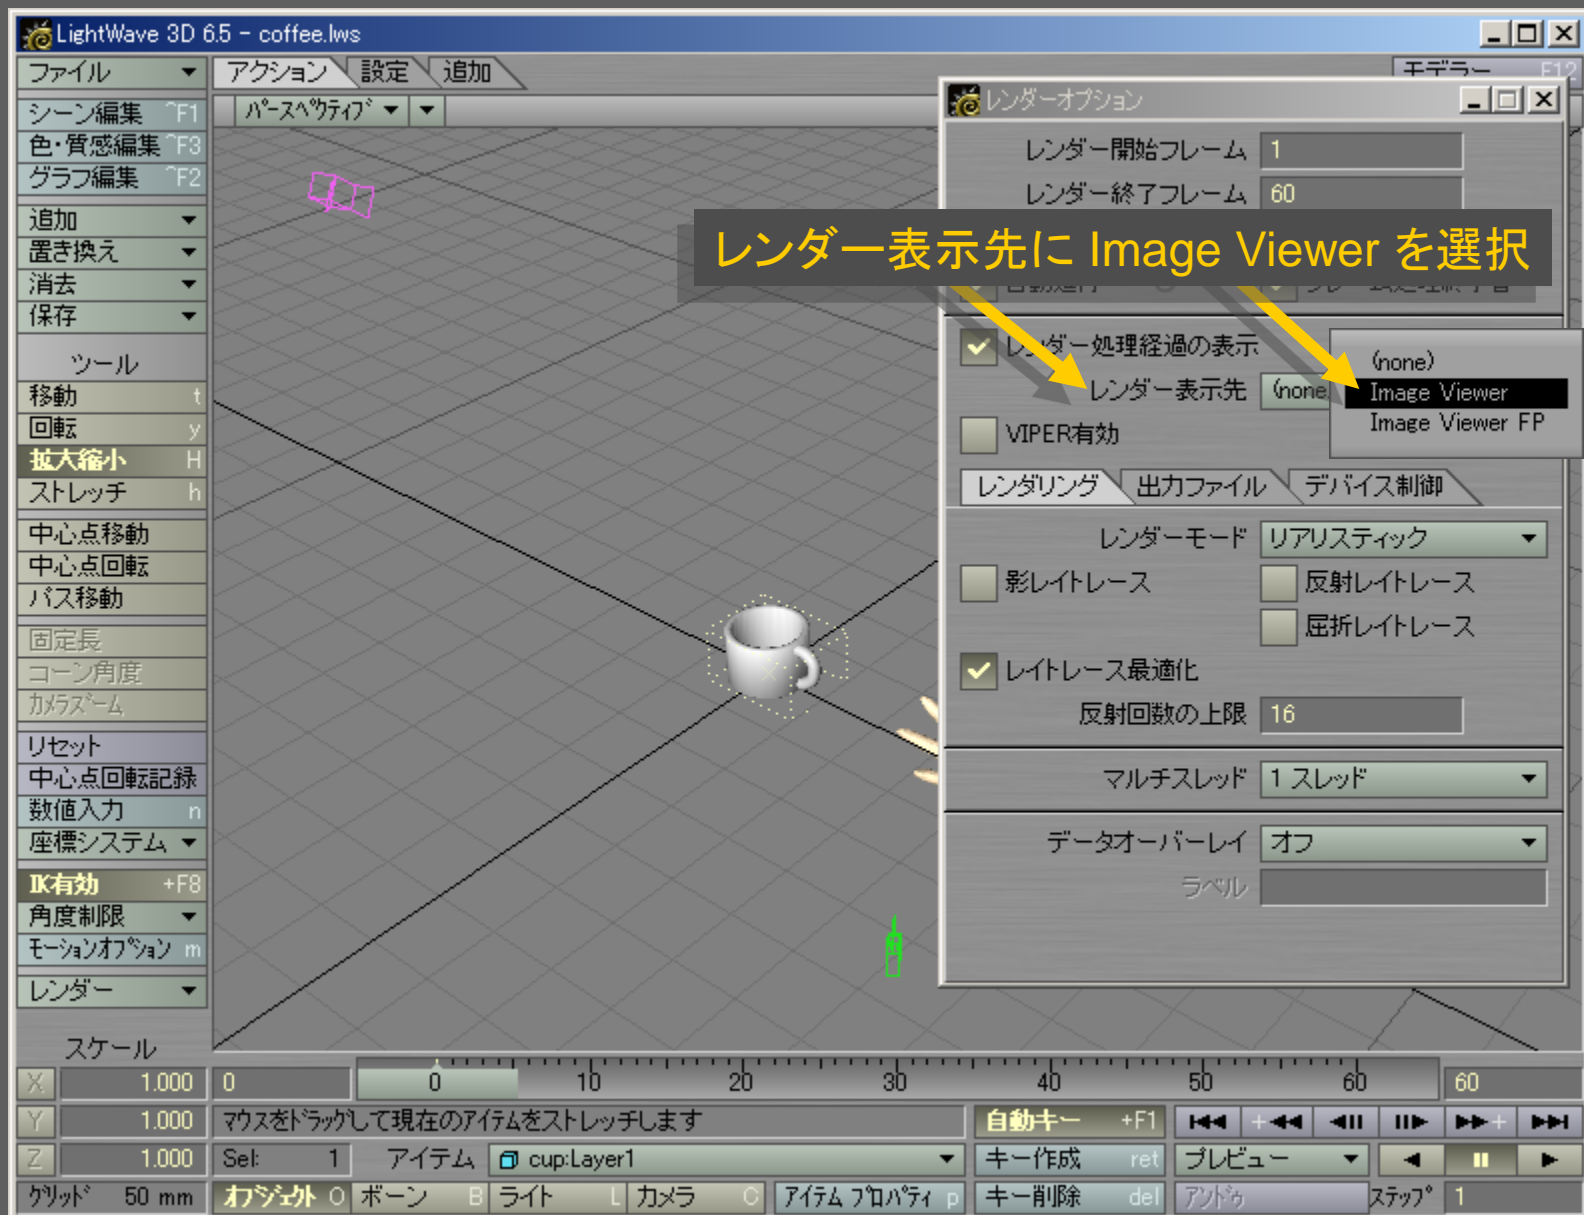 LightWave 3D 6.5 - coffee.lws
ファイル
アクション 設定 追加
モデラー F12
パースペクティブ
シーン編集 ^F1
色・質感編集 ^F3
グラフ編集 ^F2
追加
置き換え
消去
保存
ツール
移動 t
回転 y
拡大縮小 H
ストレッチ h
中心点移動
中心点回転
パス移動
固定長
コーン角度
カメラズーム
リセット
中心点回転記録
数値入力 n
座標システム
IK有効 +F8
角度制限
モーションオプション m
レンダー
レンダーオプション
レンダー開始フレーム 1
レンダー終了フレーム 60
レンダー表示先に Image Viewer を選択
レンダー処理経過の表示
レンダー表示先 (none
(none)
Image Viewer
Image Viewer FP
VIPER有効
レンダリング 出力ファイル デバイス制御
レンダーモード リアリスティック
影レイトレース 反射レイトレース
屈折レイトレース
レイトレース最適化
反射回数の上限 16
マルチスレッド 1 スレッド
データオーバーレイ オフ
ラベル
スケール
X 1.000 0 0 10 20 30 40 50 60 60
Y 1.000 マウスをドラッグして現在のアイテムをストレッチします 自動キー +F1
Z 1.000 Sel: 1 アイテム cup:Layer1 キー作成 ret プレビュー
グリッド 50 mm オブジェクト O ボーン B ライト L カメラ C アイテム プロパティ p キー削除 del アンドゥ ステップ 1